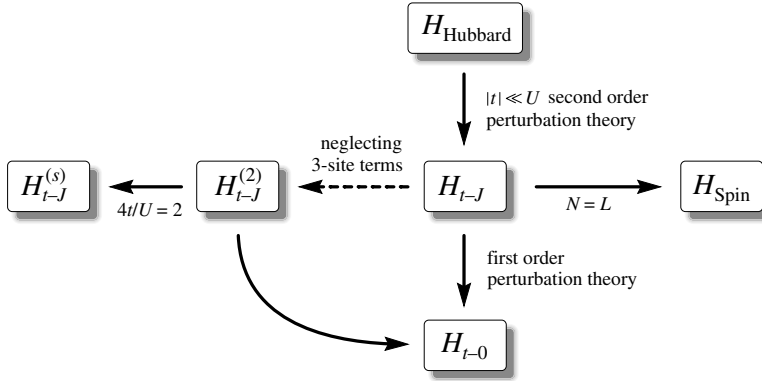 H_Hubbard
|t| ≪ U second order
perturbation theory
neglecting
3-site terms
H_{t–J}^{(s)}
4t/U = 2
H_{t–J}^{(2)}
H_{t–J}
N = L
H_Spin
first order
perturbation theory
H_{t–0}